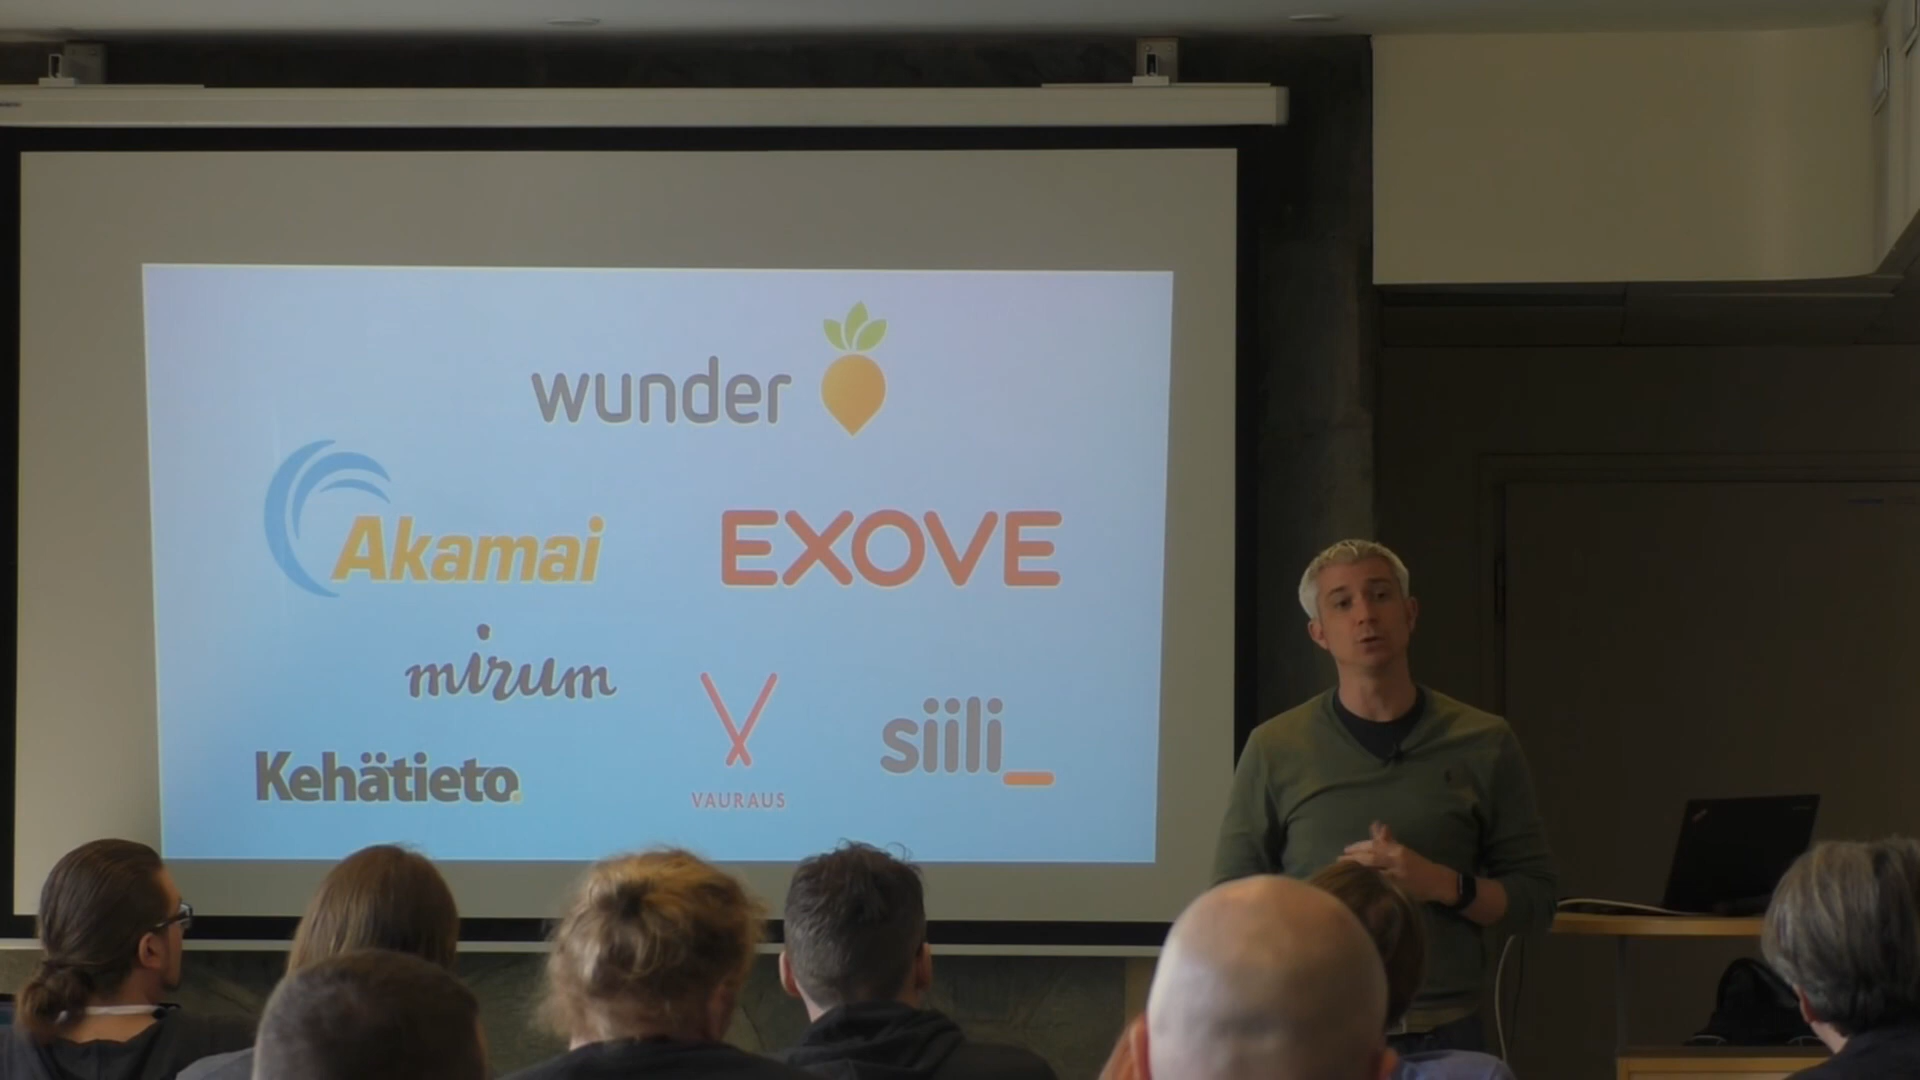 wunder
Akamai
EXOVE
mirum
siili_
Kehätieto.
VAURAUS